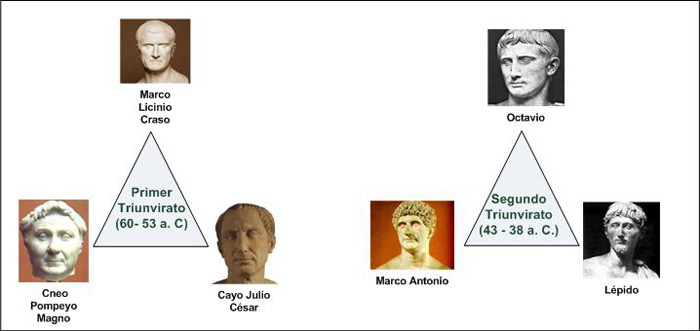 Marco
Licinio
Craso
Primer
Triunvirato
(60- 53 a. C)
Cneo
Pompeyo
Magno
Cayo Julio
César
Octavio
Segundo
Triunvirato
(43 - 38 a. C.)
Marco Antonio
Lépido